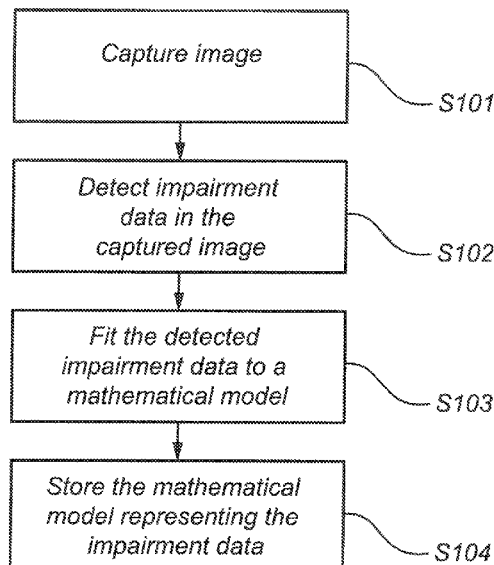 Capture image
S101
Detect impairment
data in the
captured image
S102
Fit the detected
impairment data to a
mathematical model
S103
Store the mathematical
model representing the
impairment data
S104